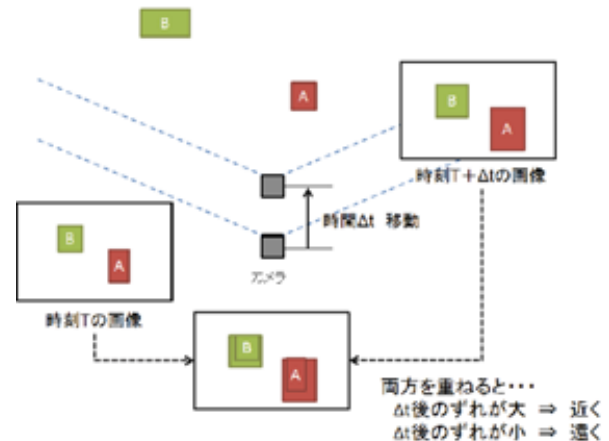 B
A
B
A
時刻T+Δtの画像
時間Δt 移動
カメラ
B
A
時刻Tの画像
B
A
両方を重ねると・・・
Δt後のずれが大 ⇒ 近く
Δt後のずれが小 ⇒ 遠く